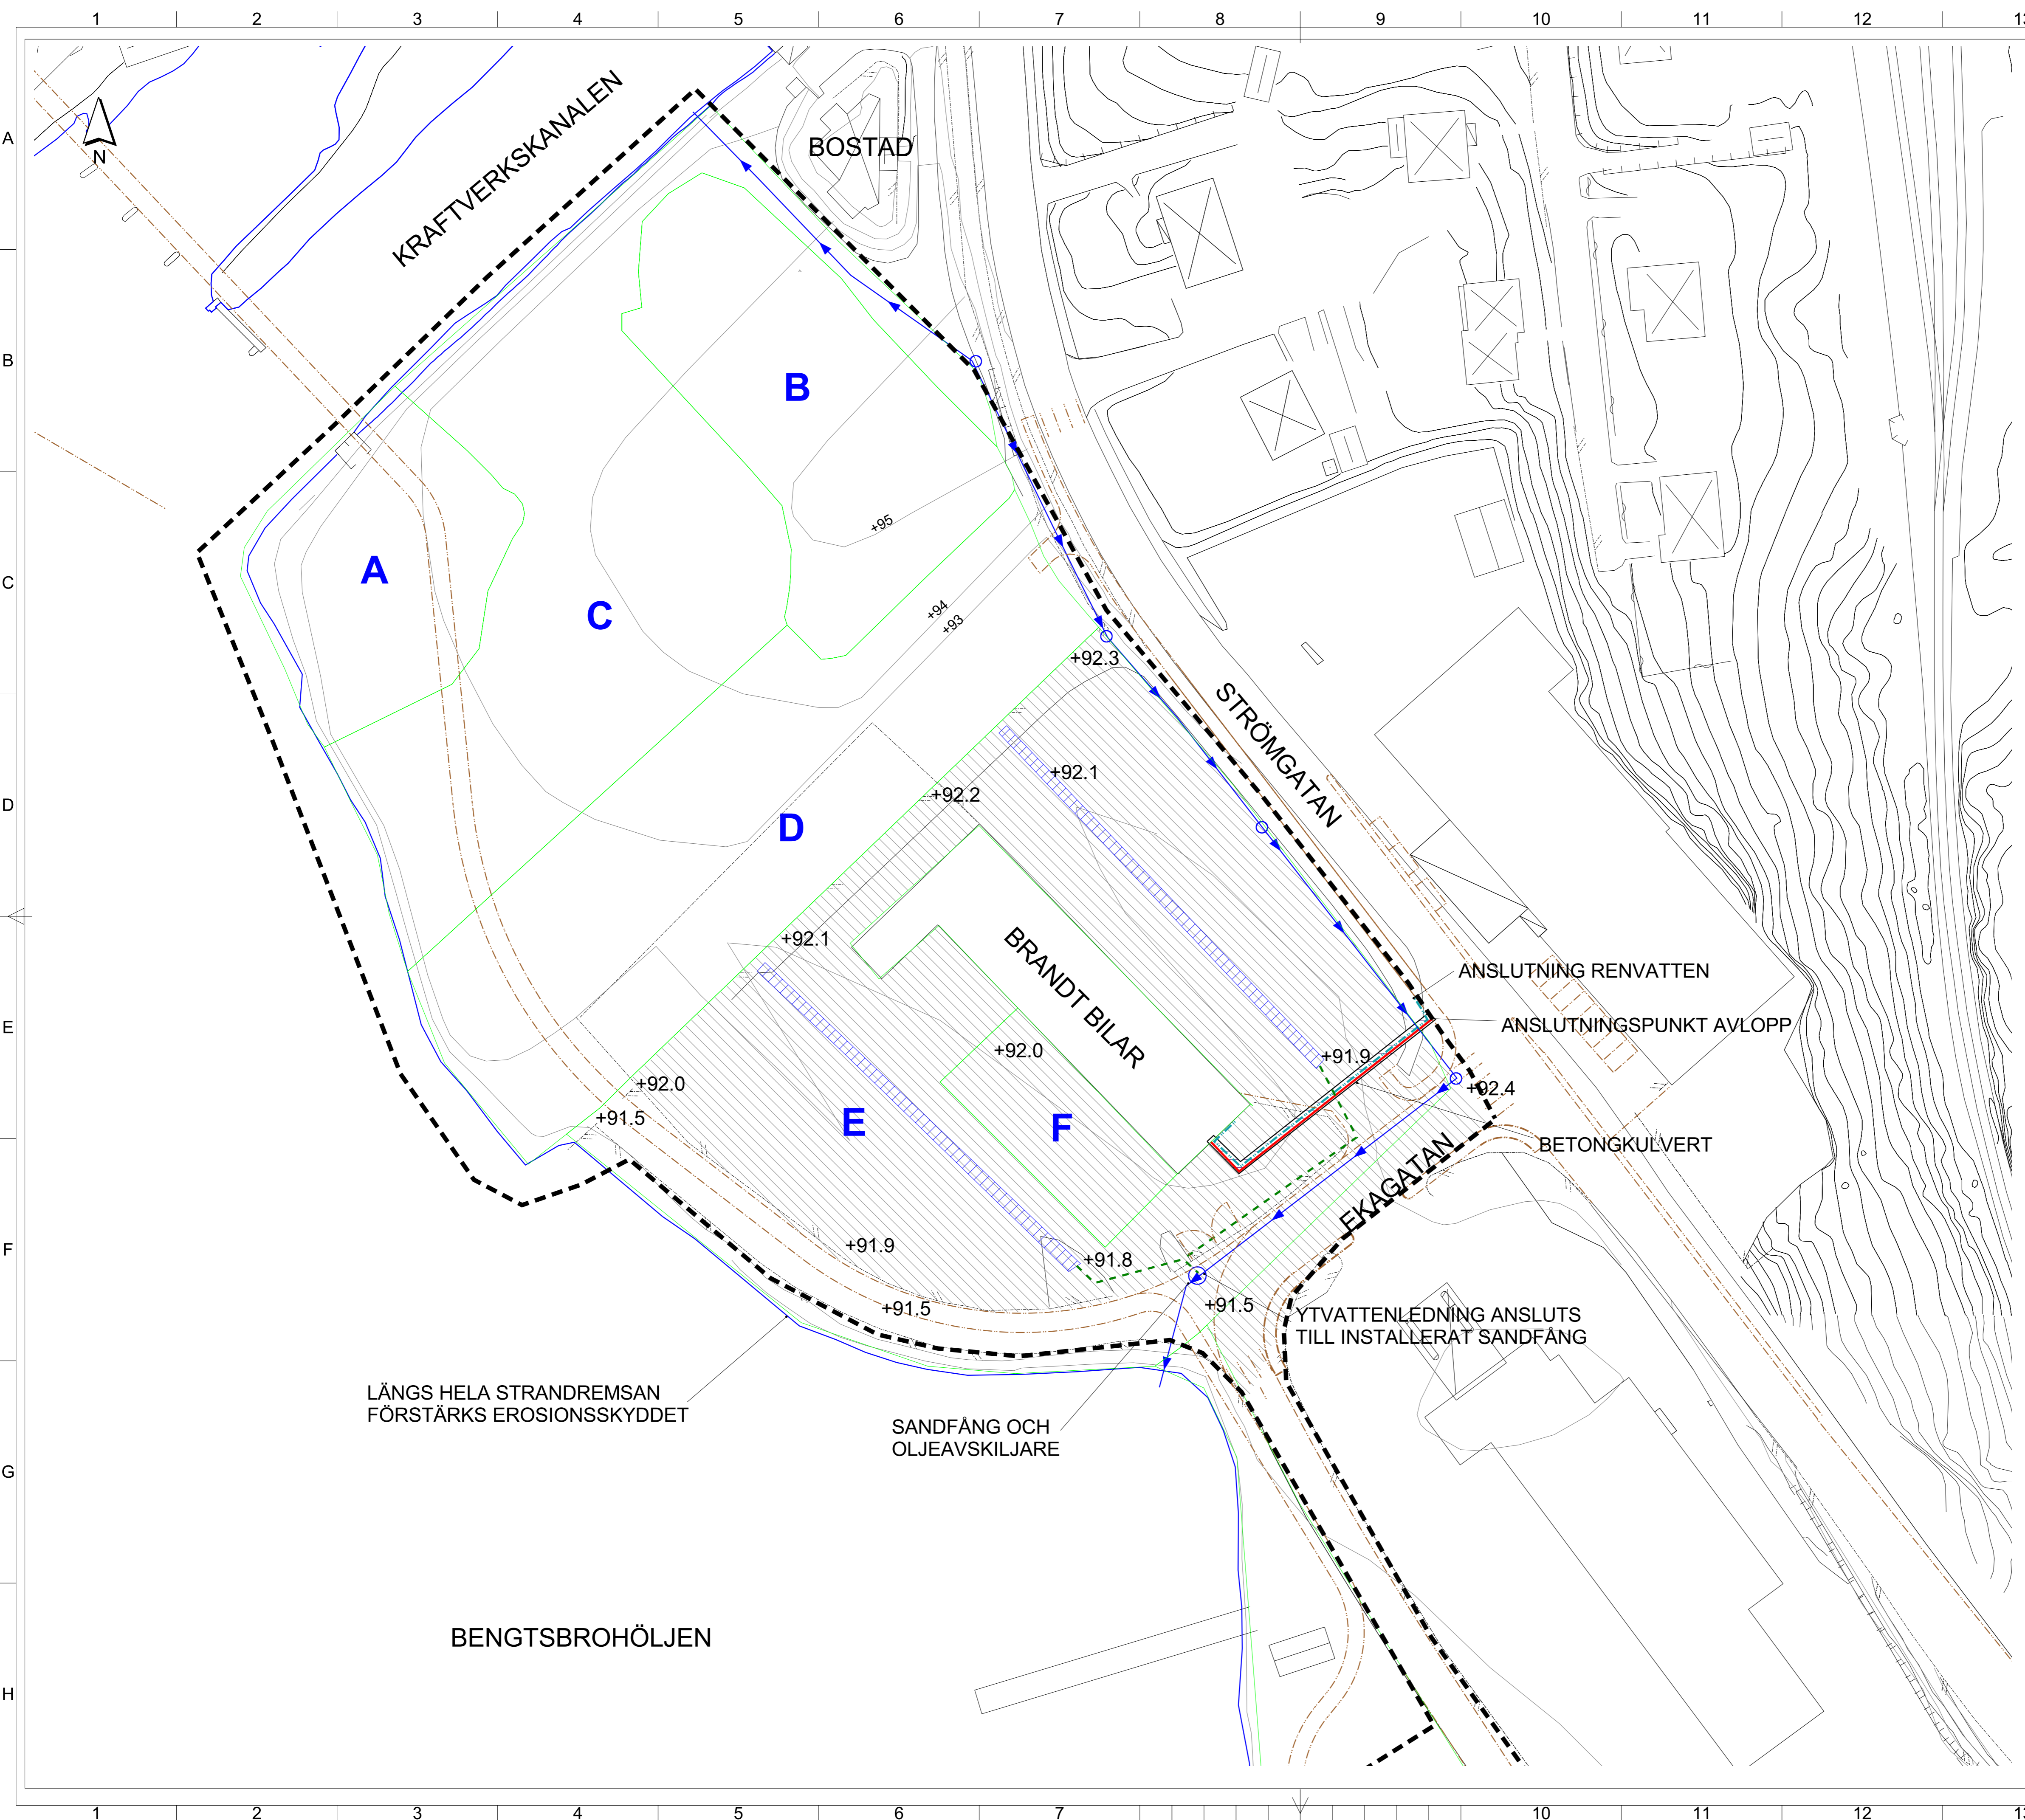 1 2 3 4 5 6 7 8 9 10 11 12
A
N
KRAFTVERKSKANALEN
BOSTAD
B
B
+95
A
C
C
+94
+93
+92.3
STRÖMGATAN
+92.1
+92.2
D
D
+92.1
BRANDT BILAR
ANSLUTNING RENVATTEN
E
ANSLUTNINGSPUNKT AVLOPP
+92.0
+91.9
+92.0
+92.4
+91.5
E
F
BETONGKULVERT
EKAGATAN
F
+91.9
+91.8
+91.5
+91.5
YTVATTENLEDNING ANSLUTS
TILL INSTALLERAT SANDFÅNG
LÄNGS HELA STRANDREMSAN
FÖRSTÄRKS EROSIONSSKYDDET
SANDFÅNG OCH
OLJEAVSKILJARE
G
BENGTSBROHÖLJEN
H
1 2 3 4 5 6 7 10 11 12